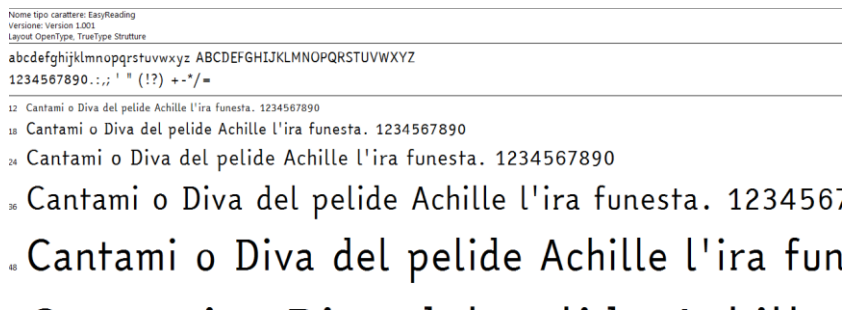 Nome tipo carattere: EasyReading
Versione: Version 1.001
Layout OpenType, TrueType Strutture
abcdefghijklmnopqrstuvwxyz ABCDEFGHIJKLMNOPQRSTUVWXYZ
1234567890.:,; ' " (!?) +-*/=
12 Cantami o Diva del pelide Achille l'ira funesta. 1234567890
18 Cantami o Diva del pelide Achille l'ira funesta. 1234567890
24 Cantami o Diva del pelide Achille l'ira funesta. 1234567890
36 Cantami o Diva del pelide Achille l'ira funesta. 1234567
48 Cantami o Diva del pelide Achille l'ira fun